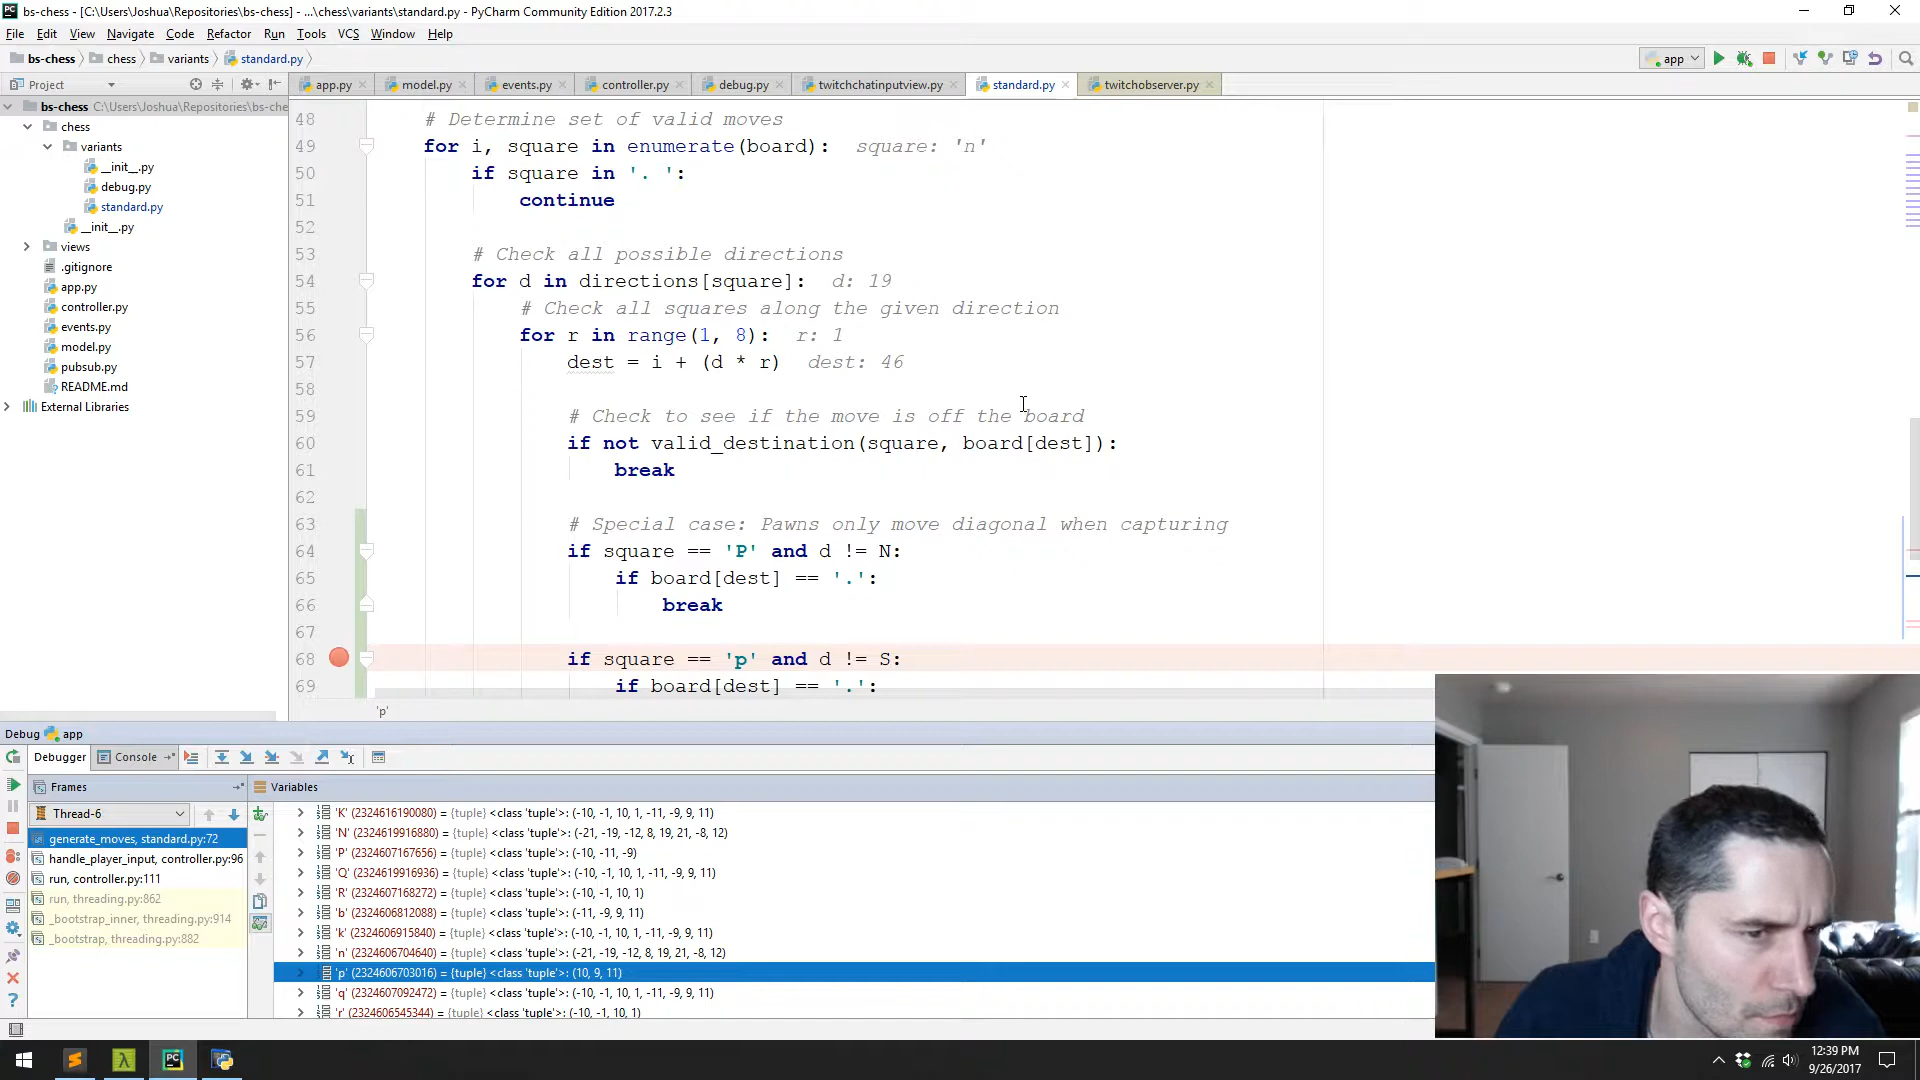 bs-chess - [C:\Users\Joshua\Repositories\bs-chess] - ...\chess\variants\standard.py - PyCharm Community Edition 2017.2.3
File Edit View Navigate Code Refactor Run Tools VCS Window Help
bs-chess chess variants standard.py app
Project app.py model.py events.py controller.py debug.py twitchchatinputview.py standard.py twitchobserver.py
bs-chess C:\Users\Joshua\Repositories\bs-che
chess
variants
__init__.py
debug.py
standard.py
__init__.py
views
.gitignore
app.py
controller.py
events.py
model.py
pubsub.py
README.md
External Libraries
48 # Determine set of valid moves
49 for i, square in enumerate(board): square: 'n'
50 if square in '. ':
51 continue
52
53 # Check all possible directions
54 for d in directions[square]: d: 19
55 # Check all squares along the given direction
56 for r in range(1, 8): r: 1
57 dest = i + (d * r) dest: 46
58
59 # Check to see if the move is off the board
60 if not valid_destination(square, board[dest]):
61 break
62
63 # Special case: Pawns only move diagonal when capturing
64 if square == 'P' and d != N:
65 if board[dest] == '.':
66 break
67
68 if square == 'p' and d != S:
69 if board[dest] == '.':
'p'
Debug app
Debugger Console
Frames
Thread-6
generate_moves, standard.py:72
handle_player_input, controller.py:96
run, controller.py:111
run, threading.py:862
_bootstrap_inner, threading.py:914
_bootstrap, threading.py:882
Variables
'K' (2324616190080) = {tuple} <class 'tuple'>: (-10, -1, 10, 1, -11, -9, 9, 11)
'N' (2324619916880) = {tuple} <class 'tuple'>: (-21, -19, -12, 8, 19, 21, -8, 12)
'P' (2324607167656) = {tuple} <class 'tuple'>: (-10, -11, -9)
'Q' (2324619916936) = {tuple} <class 'tuple'>: (-10, -1, 10, 1, -11, -9, 9, 11)
'R' (2324607168272) = {tuple} <class 'tuple'>: (-10, -1, 10, 1)
'b' (2324606812088) = {tuple} <class 'tuple'>: (-11, -9, 9, 11)
'k' (2324606915840) = {tuple} <class 'tuple'>: (-10, -1, 10, 1, -11, -9, 9, 11)
'n' (2324606704640) = {tuple} <class 'tuple'>: (-21, -19, -12, 8, 19, 21, -8, 12)
'p' (2324606703016) = {tuple} <class 'tuple'>: (10, 9, 11)
'q' (2324607092472) = {tuple} <class 'tuple'>: (-10, -1, 10, 1, -11, -9, 9, 11)
'r' (2324606545344) = {tuple} <class 'tuple'>: (-10, -1, 10, 1)
12:39 PM
9/26/2017